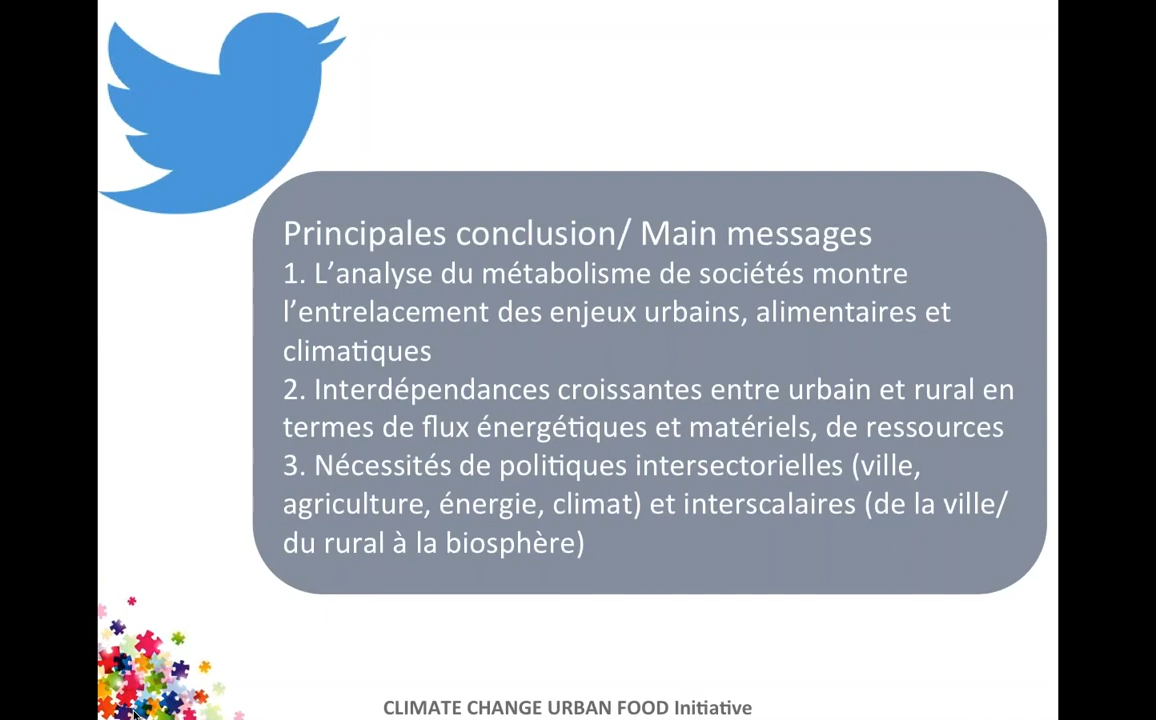 Principales conclusion/ Main messages
1. L’analyse du métabolisme de sociétés montre
l’entrelacement des enjeux urbains, alimentaires et
climatiques
2. Interdépendances croissantes entre urbain et rural en
termes de flux énergétiques et matériels, de ressources
3. Nécessités de politiques intersectorielles (ville,
agriculture, énergie, climat) et interscalaires (de la ville/
du rural à la biosphère)
CLIMATE CHANGE URBAN FOOD Initiative